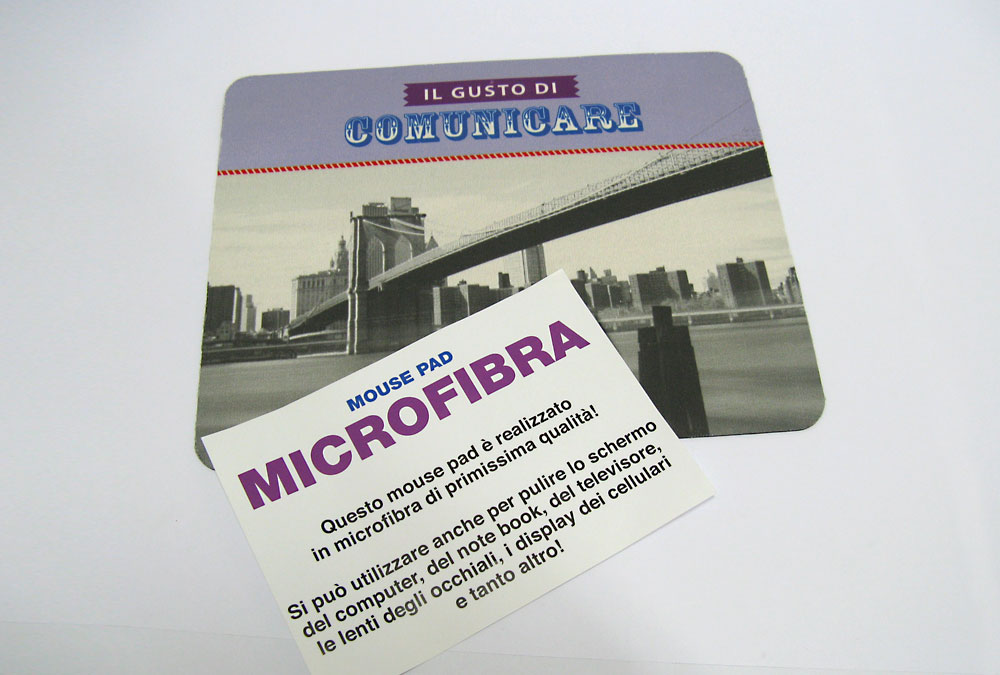 IL GUSTO DI
COMUNICARE
MOUSE PAD
MICROFIBRA
Questo mouse pad è realizzato
in microfibra di primissima qualità!
Si può utilizzare anche per pulire lo schermo
del computer, del note book, del televisore,
le lenti degli occhiali, i display dei cellulari
e tanto altro!